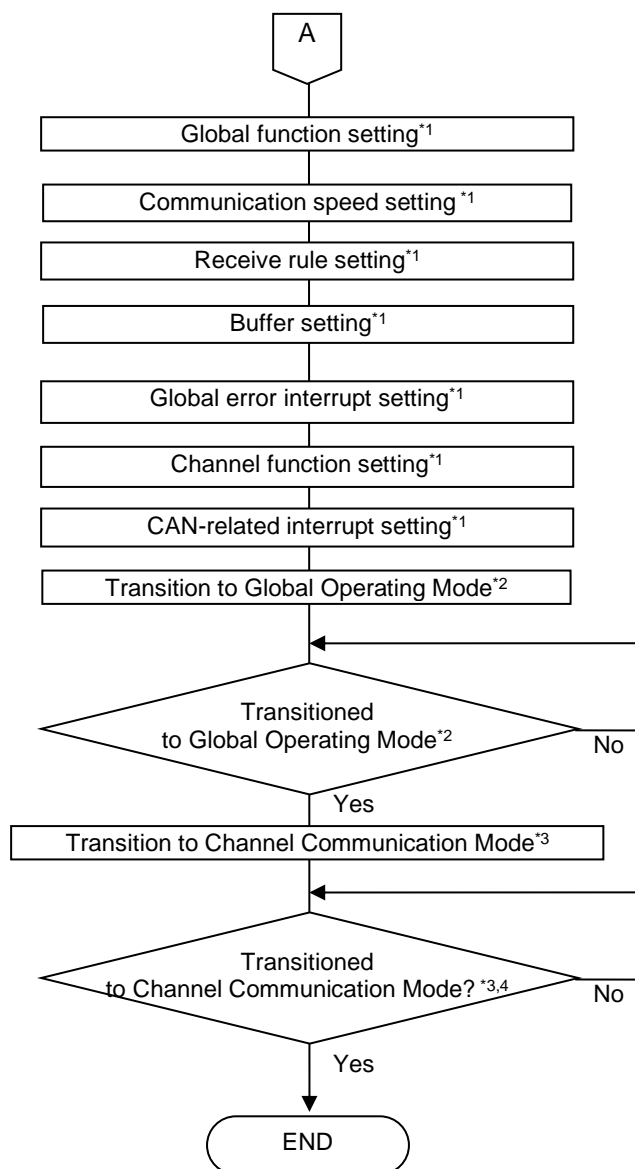 A
Global function setting*1
Communication speed setting *1
Receive rule setting*1
Buffer setting*1
Global error interrupt setting*1
Channel function setting*1
CAN-related interrupt setting*1
Transition to Global Operating Mode*2
Transitioned
to Global Operating Mode*2
No
Yes
Transition to Channel Communication Mode*3
Transitioned
to Channel Communication Mode? *3,4
No
Yes
END